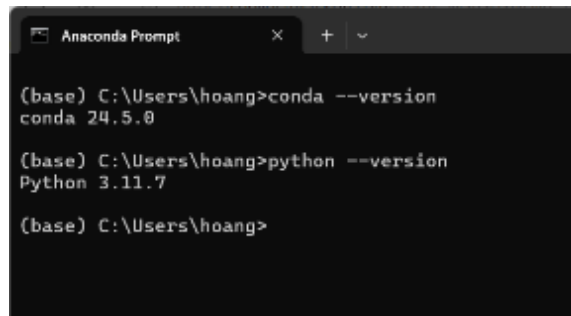 Anaconda Prompt
(base) C:\Users\hoang>conda --version
conda 24.5.0
(base) C:\Users\hoang>python --version
Python 3.11.7
(base) C:\Users\hoang>